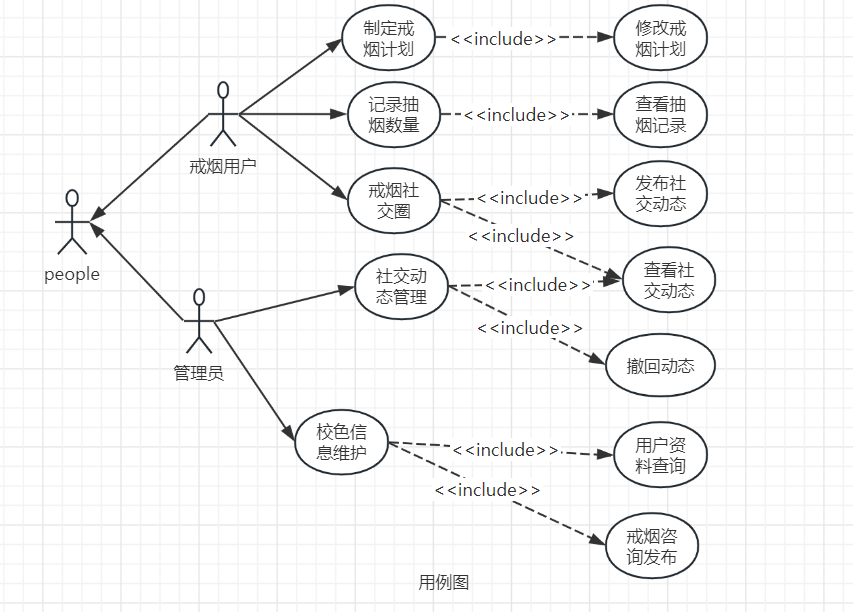 制定戒
烟计划
<<include>>
修改戒
烟计划
记录抽
烟数量
<<include>>
查看抽
烟记录
戒烟用户
戒烟社
交圈
<<include>>
发布社
交动态
<<include>>
people
社交动
态管理
<<include>>
查看社
交动态
<<include>>
管理员
撤回动态
校色信
息维护
<<include>>
用户资
料查询
<<include>>
戒烟咨
询发布
用例图